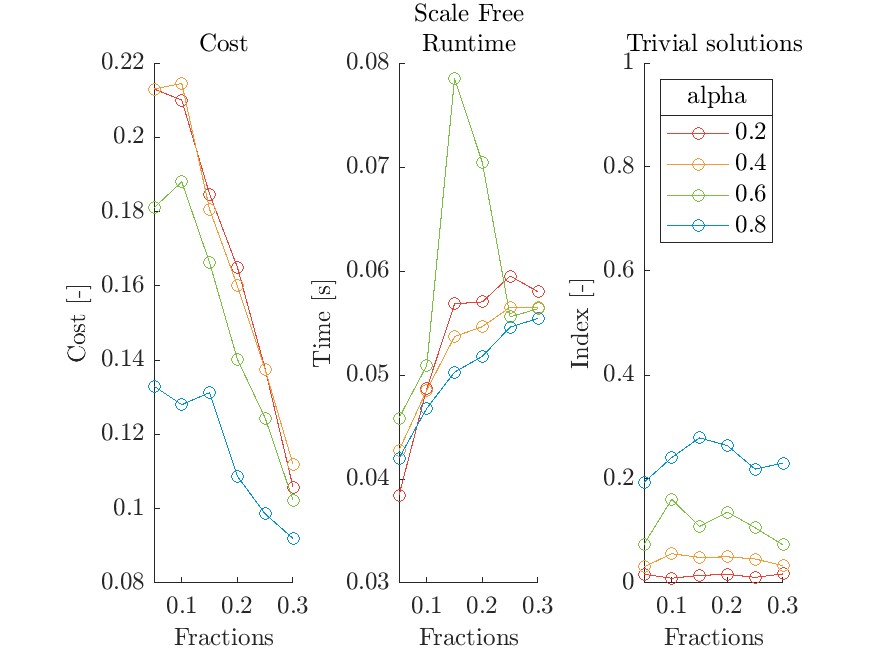 Scale Free
Cost
Runtime
Trivial solutions
0.22
0.2
0.18
0.16
0.14
0.12
0.1
0.08
Cost [-]
0.1 0.2 0.3
Fractions
0.08
0.07
0.06
0.05
0.04
0.03
Time [s]
0.1 0.2 0.3
Fractions
1
0.8
0.6
0.4
0.2
0
Index [-]
0.1 0.2 0.3
Fractions
alpha
0.2
0.4
0.6
0.8